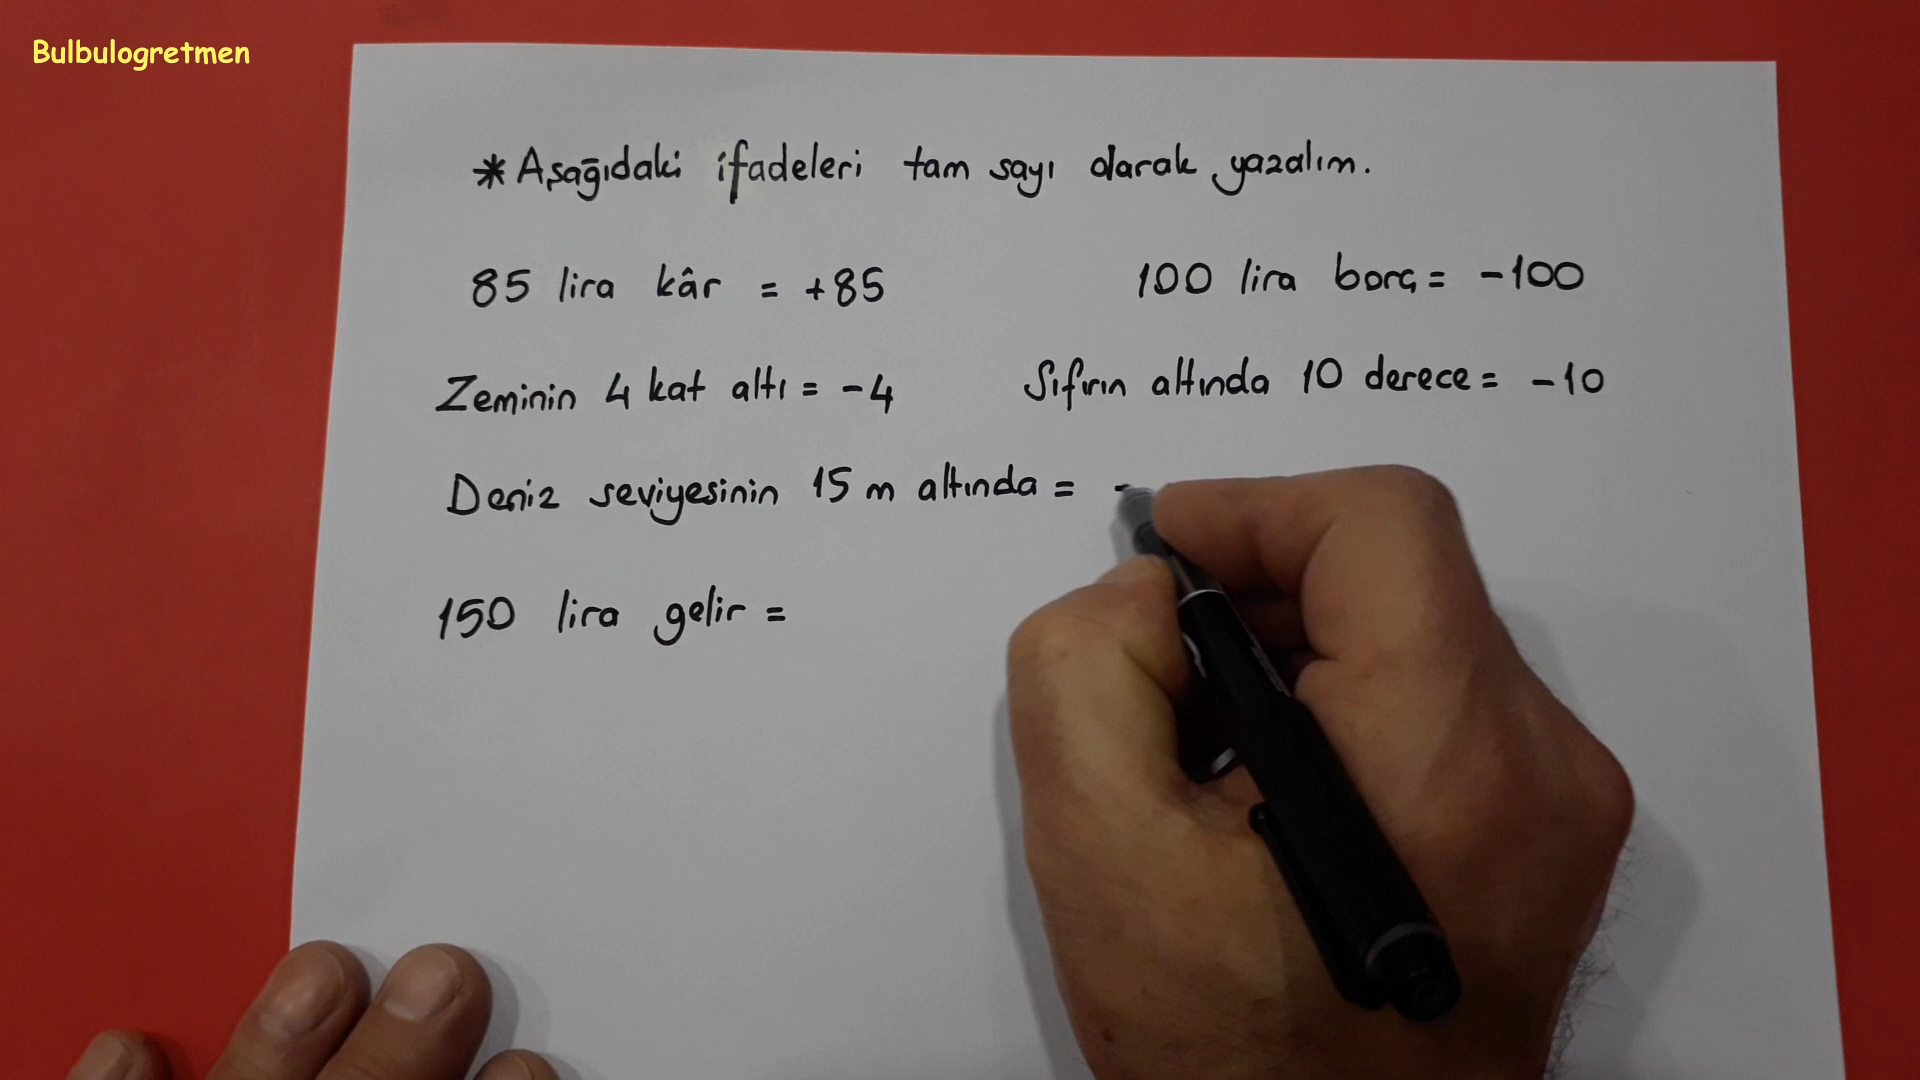 Bulbulogretmen
* Aşağıdaki ifadeleri tam sayı olarak yazalım.
85 lira kâr = +85
100 lira borç = -100
Zeminin 4 kat altı = -4
Sıfırın altında 10 derece = -10
Deniz seviyesinin 15 m altında = -
150 lira gelir =